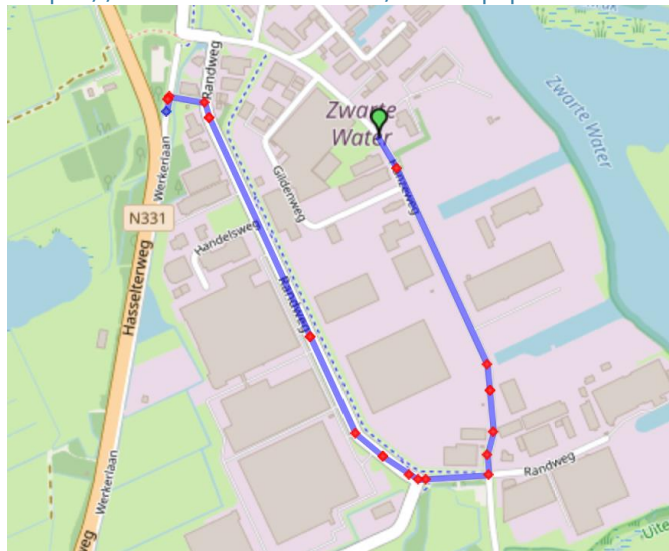 Randweg
Zwarte Water
Zwarte
Water
Werkerlaan
Gildenweg
N331
Handelsweg
Hasselterweg
Randweg
Werkerlaan
Randweg